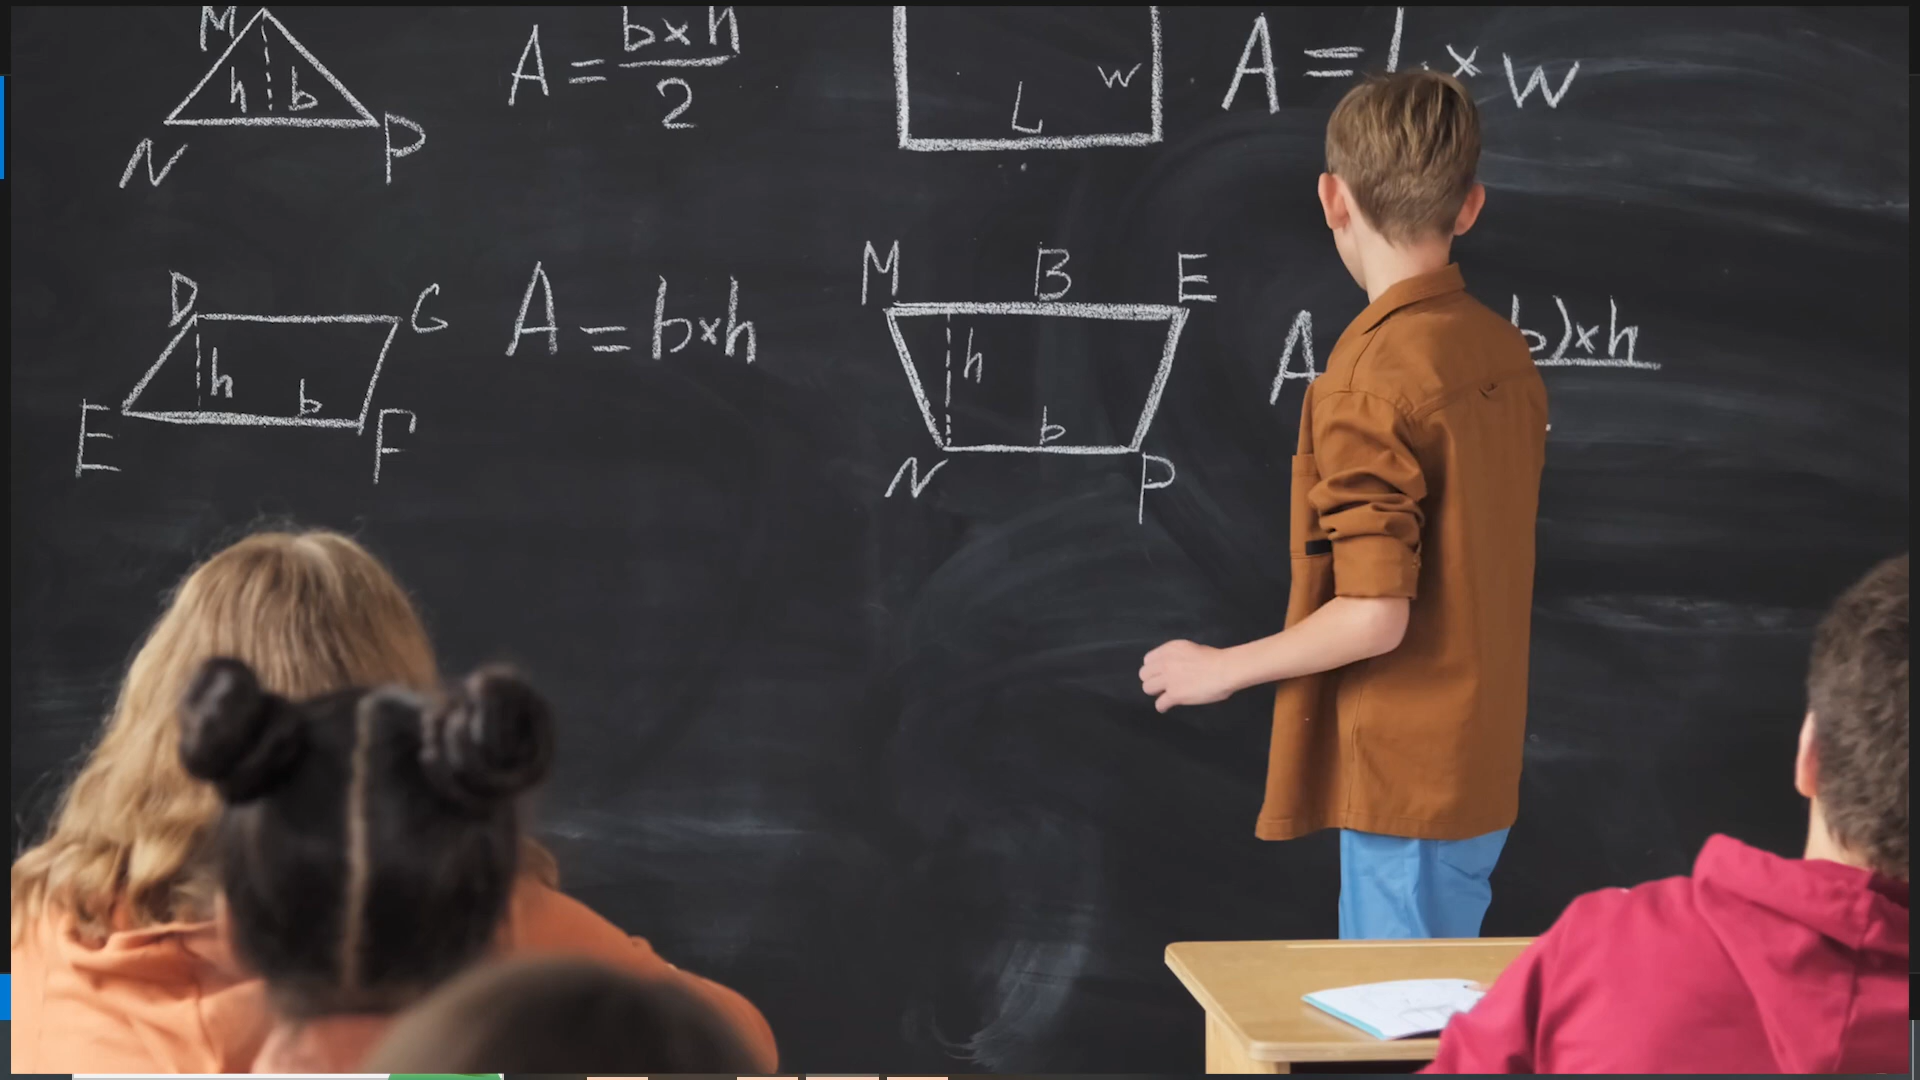 M
h b
N P
A = b×h
2
L
W
A = L × W
D G
h
b
E F
A = b×h
M B E
h
b
N P
A
b)×h